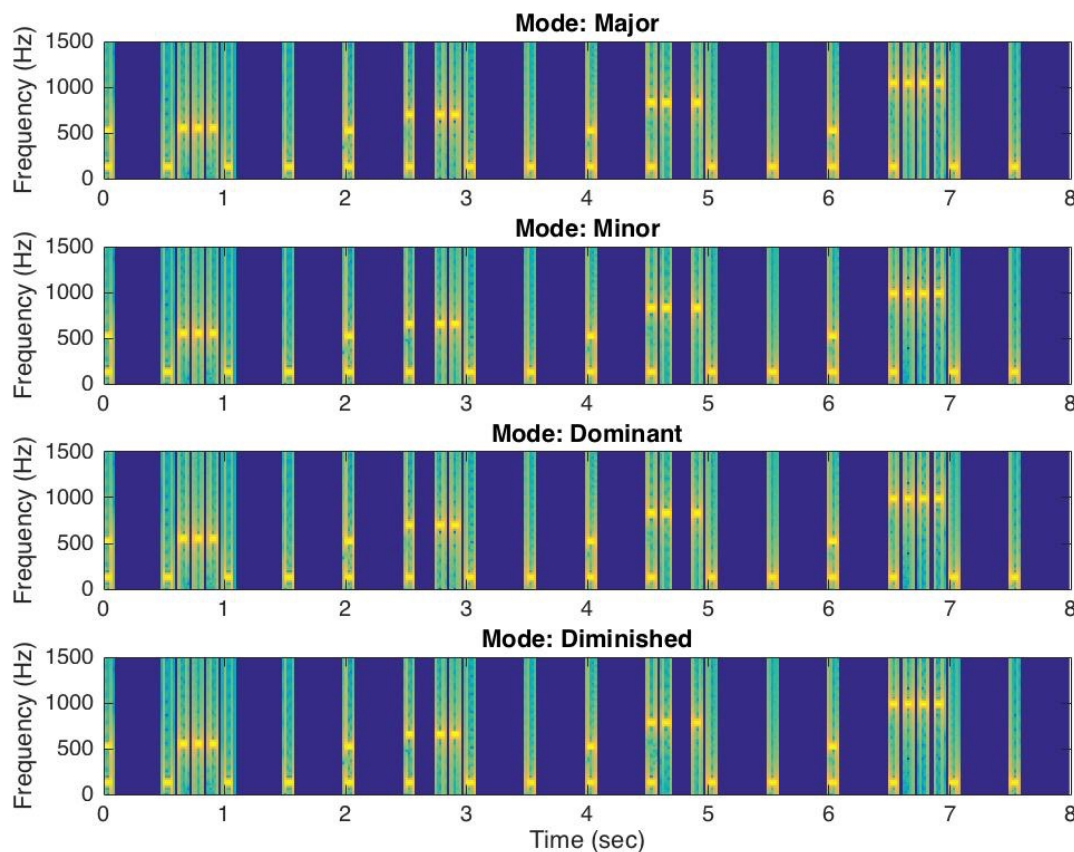 Mode: Major
1500
1000
500
0
Frequency (Hz)
0 1 2 3 4 5 6 7 8
Mode: Minor
1500
1000
500
0
Frequency (Hz)
0 1 2 3 4 5 6 7 8
Mode: Dominant
1500
1000
500
0
Frequency (Hz)
0 1 2 3 4 5 6 7 8
Mode: Diminished
1500
1000
500
0
Frequency (Hz)
0 1 2 3 4 5 6 7 8
Time (sec)